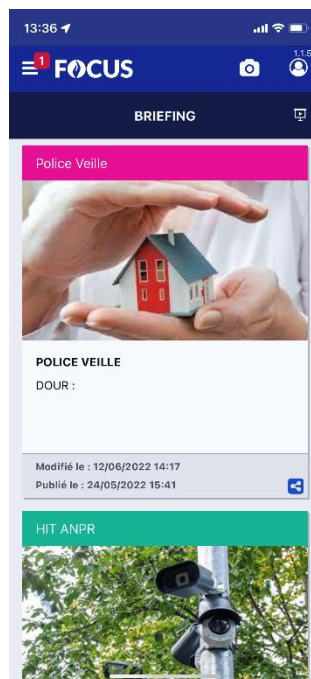 13:36
1.1.5
1
FOCUS
BRIEFING
Police Veille
POLICE VEILLE
DOUR :
Modifié le : 12/06/2022 14:17
Publié le : 24/05/2022 15:41
HIT ANPR